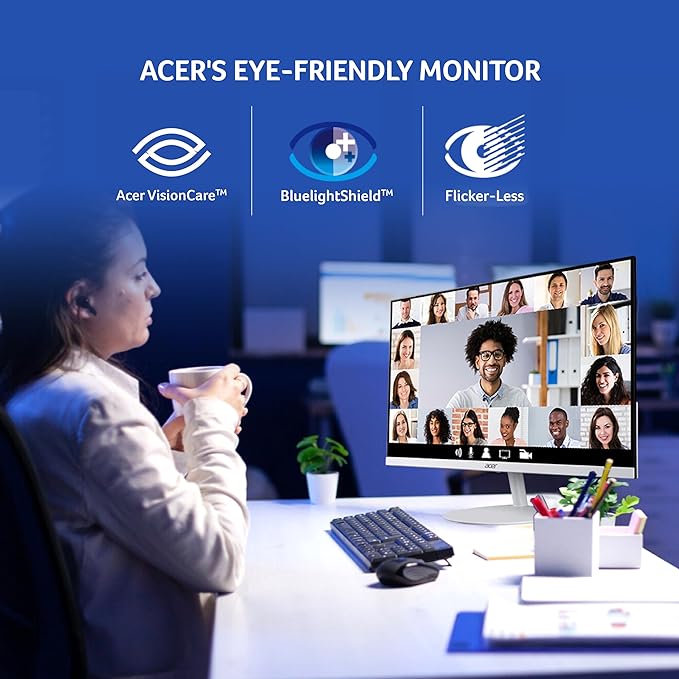 ACER'S EYE-FRIENDLY MONITOR
Acer VisionCare™
BluelightShield™
Flicker-Less
acer